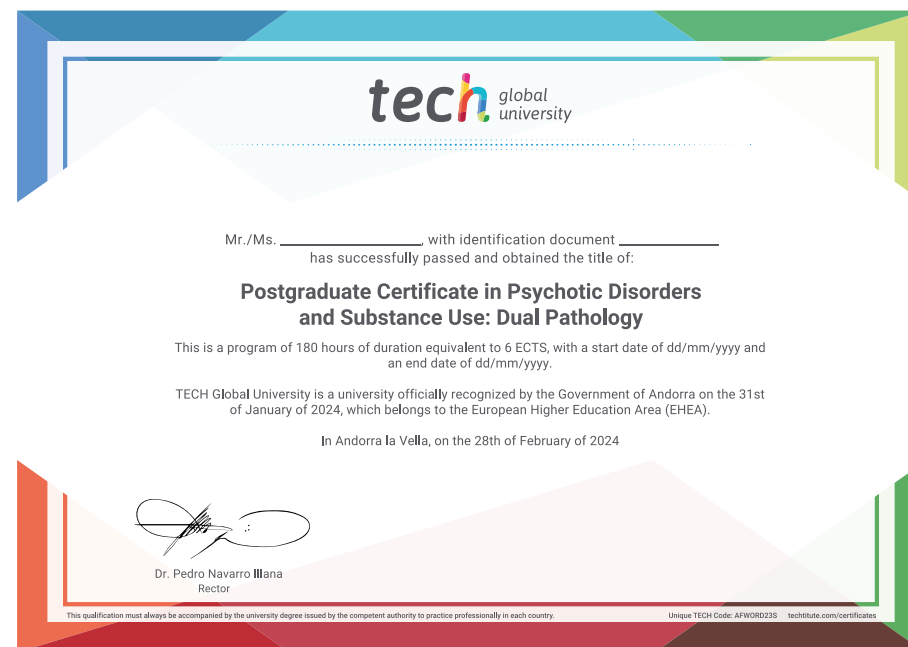 tech global
university
Mr./Ms. ____________________, with identification document ______________
has successfully passed and obtained the title of:
Postgraduate Certificate in Psychotic Disorders
and Substance Use: Dual Pathology
This is a program of 180 hours of duration equivalent to 6 ECTS, with a start date of dd/mm/yyyy and
an end date of dd/mm/yyyy.
TECH Global University is a university officially recognized by the Government of Andorra on the 31st
of January of 2024, which belongs to the European Higher Education Area (EHEA).
In Andorra la Vella, on the 28th of February of 2024
Dr. Pedro Navarro Illana
Rector
This qualification must always be accompanied by the university degree issued by the competent authority to practice professionally in each country. Unique TECH Code: AFWORD23S techtitute.com/certificates